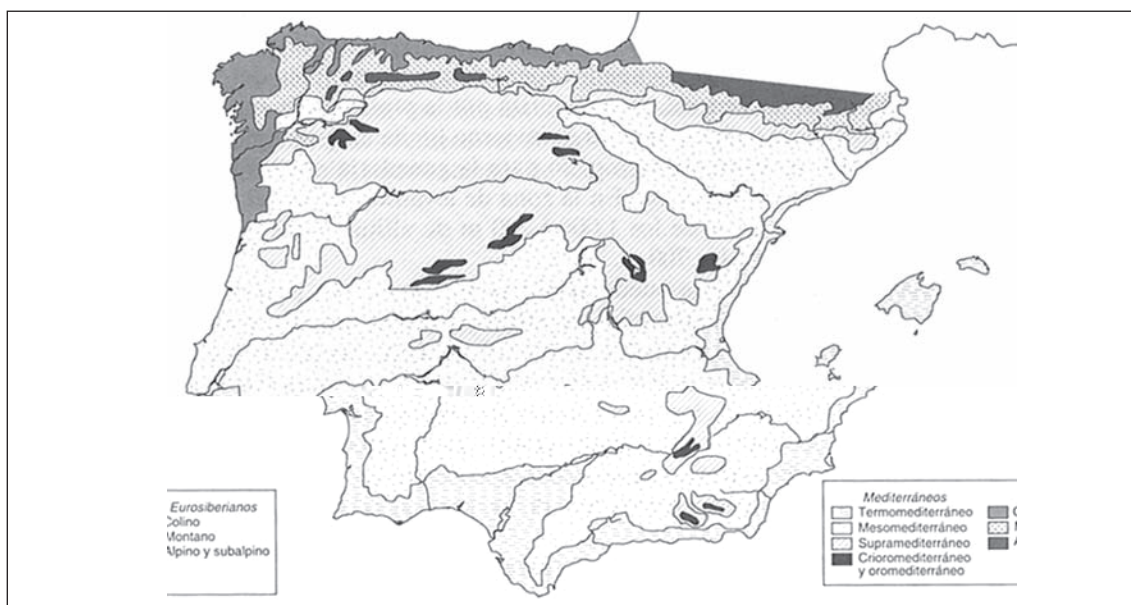 Eurosiberianos
Colino
Montano
Alpino y subalpino
Mediterráneos
Termomediterráneo
Mesomediterráneo
Supramediterráneo
Crioromediterráneo
y oromediterráneo